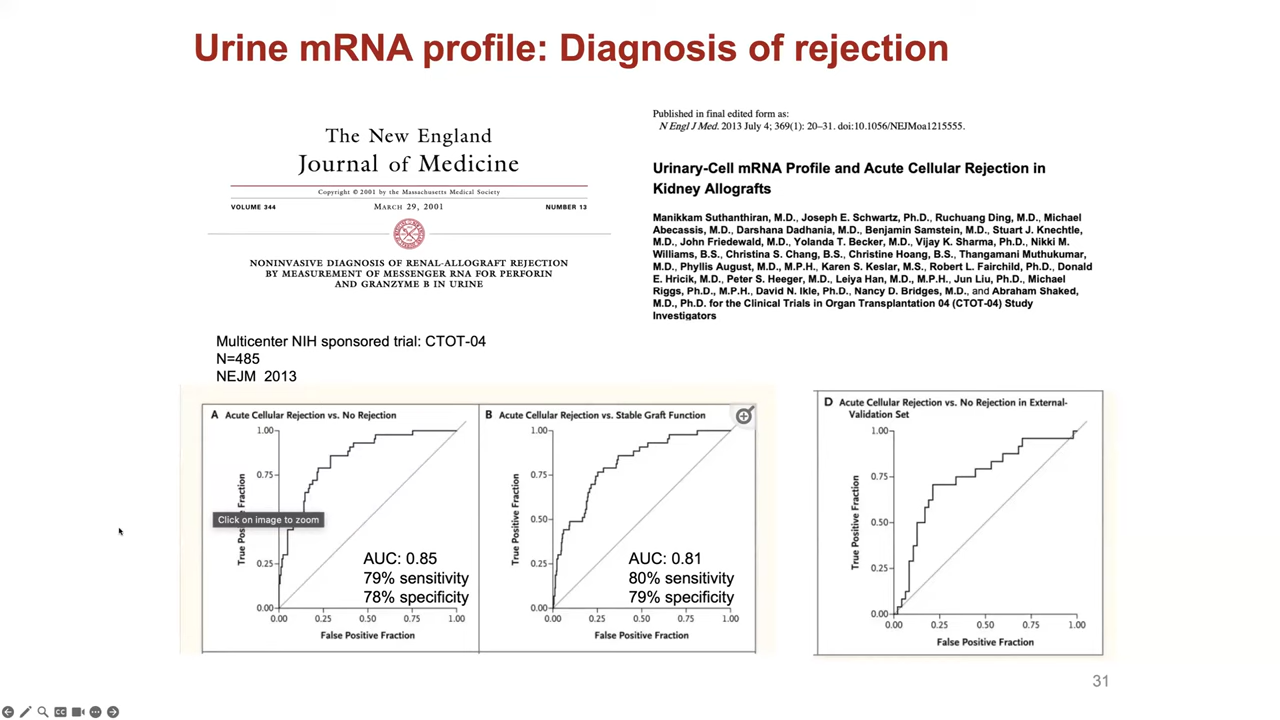 Urine mRNA profile: Diagnosis of rejection
The New England
Journal of Medicine
Copyright © 2001 by the Massachusetts Medical Society
VOLUME 344 MARCH 29, 2001 NUMBER 13
NONINVASIVE DIAGNOSIS OF RENAL-ALLOGRAFT REJECTION
BY MEASUREMENT OF MESSENGER RNA FOR PERFORIN
AND GRANZYME B IN URINE
Published in final edited form as:
N Engl J Med. 2013 July 4; 369(1): 20–31. doi:10.1056/NEJMoa1215555.
Urinary-Cell mRNA Profile and Acute Cellular Rejection in
Kidney Allografts
Manikkam Suthanthiran, M.D., Joseph E. Schwartz, Ph.D., Ruchuang Ding, M.D., Michael
Abecassis, M.D., Darshana Dadhania, M.D., Benjamin Samstein, M.D., Stuart J. Knechtle,
M.D., John Friedewald, M.D., Yolanda T. Becker, M.D., Vijay K. Sharma, Ph.D., Nikki M.
Williams, B.S., Christina S. Chang, B.S., Christine Hoang, B.S., Thangamani Muthukumar,
M.D., Phyllis August, M.D., M.P.H., Karen S. Keslar, M.S., Robert L. Fairchild, Ph.D., Donald
E. Hricik, M.D., Peter S. Heeger, M.D., Leiya Han, M.D., M.P.H., Jun Liu, Ph.D., Michael
Riggs, Ph.D., M.P.H., David N. Ikle, Ph.D., Nancy D. Bridges, M.D., and Abraham Shaked,
M.D., Ph.D. for the Clinical Trials in Organ Transplantation 04 (CTOT-04) Study
Investigators
Multicenter NIH sponsored trial: CTOT-04
N=485
NEJM 2013
A Acute Cellular Rejection vs. No Rejection
1.00
0.75
0.25
0.00
True Positive Fraction
Click on image to zoom
AUC: 0.85
79% sensitivity
78% specificity
0.00 0.25 0.50 0.75 1.00
False Positive Fraction
B Acute Cellular Rejection vs. Stable Graft Function
1.00
0.75
0.50
0.25
0.00
True Positive Fraction
AUC: 0.81
80% sensitivity
79% specificity
0.00 0.25 0.50 0.75 1.00
False Positive Fraction
D Acute Cellular Rejection vs. No Rejection in External-
Validation Set
1.00
0.75
0.50
0.25
0.00
True Positive Fraction
0.00 0.25 0.50 0.75 1.00
False Positive Fraction
31
CC